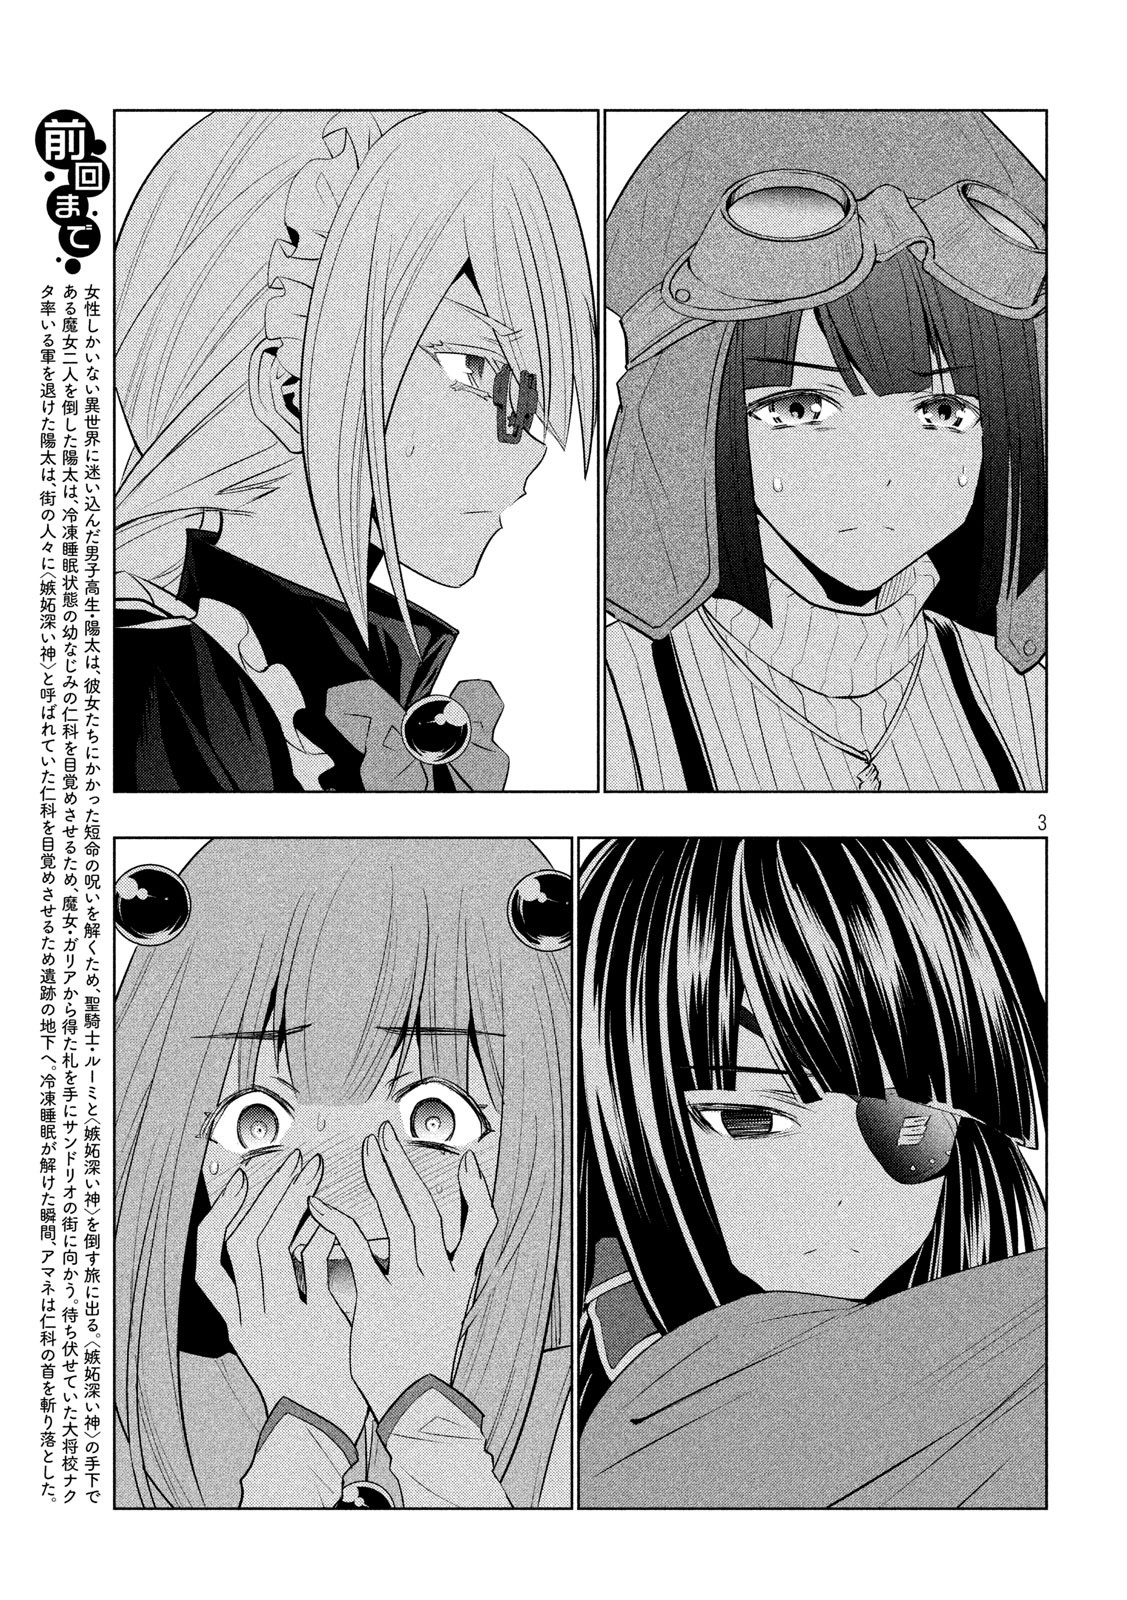 3
前回まで
女性しかいない異世界に迷い込んだ男子高生・陽太は、彼女たちにかかった短命の呪いを解くため、聖騎士・ルーミと〈嫉妬深い神〉を倒す旅に出る。〈嫉妬深い神〉の手下で
ある魔女二人を倒した陽太は、冷凍睡眠状態の幼なじみの仁科を目覚めさせるため、魔女・ガリアから得た札を手にサンドリオの街に向かう。待ち伏せていた大将校ナク
タ率いる軍を退けた陽太は、街の人々に〈嫉妬深い神〉と呼ばれていた仁科を目覚めさせるため遺跡の地下へ。冷凍睡眠が解けた瞬間、アマネは仁科の首を斬り落とした。